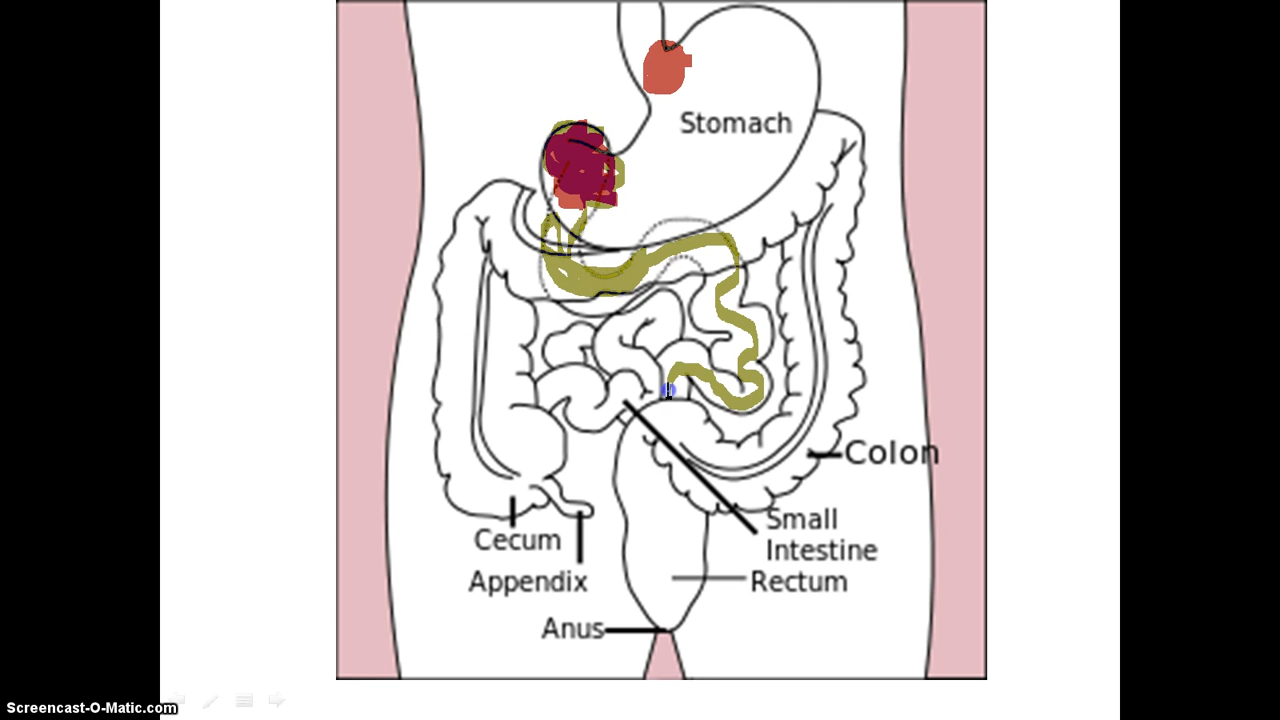 Stomach
Colon
Small
Intestine
Cecum
Appendix
Rectum
Anus
Screencast-O-Matic.com